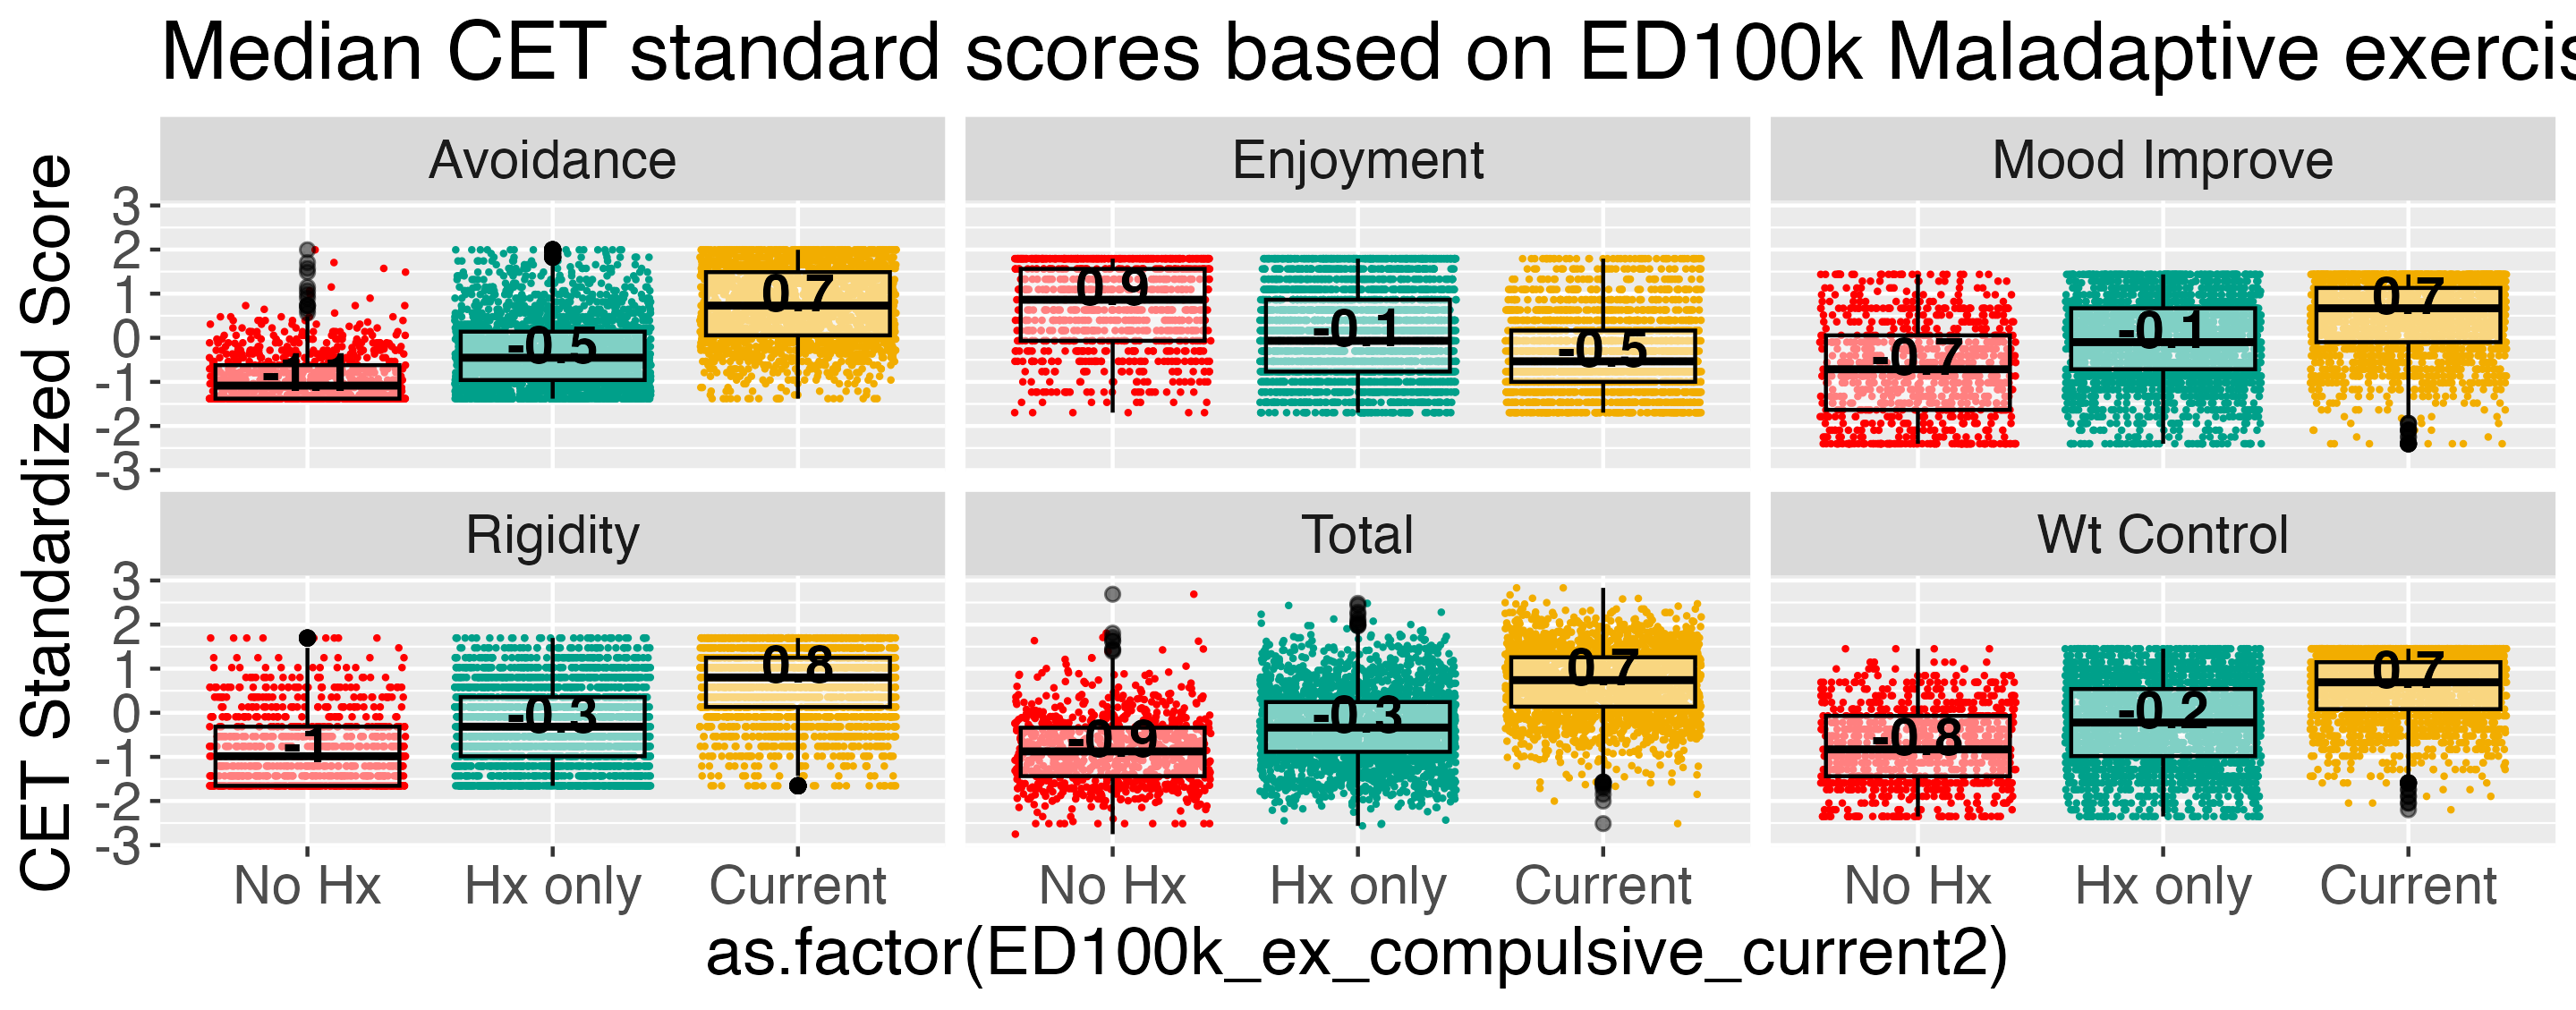 Median CET standard scores based on ED100k Maladaptive exercis
CET Standardized Score
Avoidance
Enjoyment
Mood Improve
3
2
1
0
-1
-2
-3
-1.1
-0.5
0.7
0.9
-0.1
-0.5
-0.7
-0.1
0.7
Rigidity
Total
Wt Control
3
2
1
0
-1
-2
-3
-1
-0.3
0.8
-0.9
-0.3
0.7
-0.8
-0.2
0.7
No Hx Hx only Current
No Hx Hx only Current
No Hx Hx only Current
as.factor(ED100k_ex_compulsive_current2)